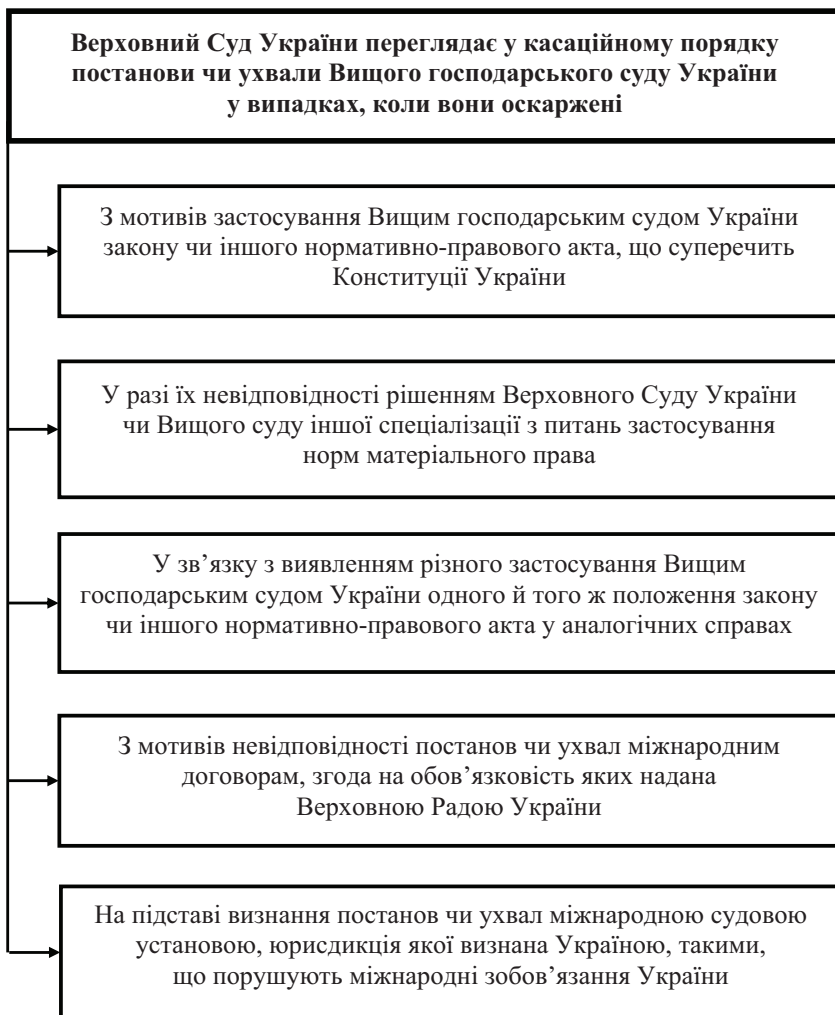 Верховний Суд України переглядає у касаційному порядку
постанови чи ухвали Вищого господарського суду України
у випадках, коли вони оскаржені
З мотивів застосування Вищим господарським судом України
закону чи іншого нормативно-правового акта, що суперечить
Конституції України
У разі їх невідповідності рішенням Верховного Суду України
чи Вищого суду іншої спеціалізації з питань застосування
норм матеріального права
У зв’язку з виявленням різного застосування Вищим
господарським судом України одного й того ж положення закону
чи іншого нормативно-правового акта у аналогічних справах
З мотивів невідповідності постанов чи ухвал міжнародним
договорам, згода на обов’язковість яких надана
Верховною Радою України
На підставі визнання постанов чи ухвал міжнародною судовою
установою, юрисдикція якої визнана Україною, такими,
що порушують міжнародні зобов’язання України